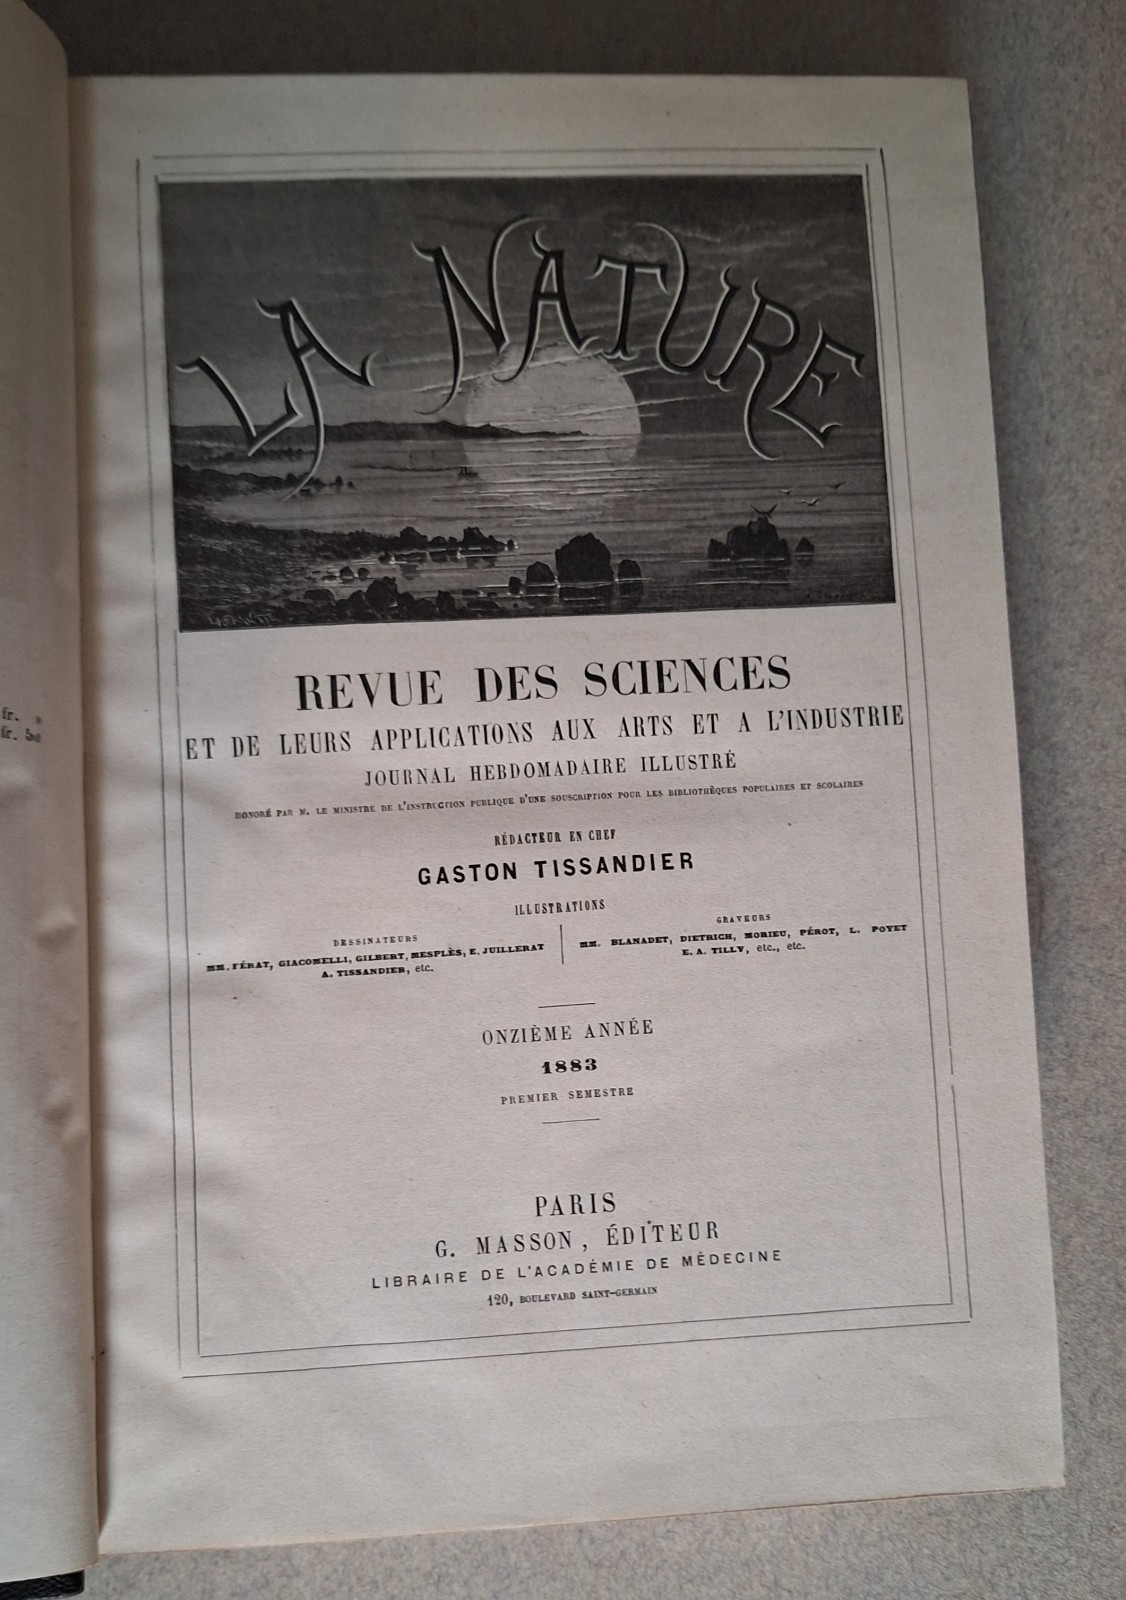 fr. »
fr. 50
LA NATURE
REVUE DES SCIENCES
ET DE LEURS APPLICATIONS AUX ARTS ET A L'INDUSTRIE
JOURNAL HEBDOMADAIRE ILLUSTRÉ
HONORÉ PAR M. LE MINISTRE DE L'INSTRUCTION PUBLIQUE D'UNE SOUSCRIPTION POUR LES BIBLIOTHÈQUES POPULAIRES ET SCOLAIRES
RÉDACTEUR EN CHEF
GASTON TISSANDIER
ILLUSTRATIONS
DESSINATEURS
MM. FÉRAT, GIACOMELLI, GILBERT, MESPLÈS, E. JUILLERAT
A. TISSANDIER, etc.
GRAVEURS
MM. BLANADET, DIETRICH, MORIEU, PÉROT, L. POYET
E. A. TILLY, etc., etc.
ONZIÈME ANNÉE
1883
PREMIER SEMESTRE
PARIS
G. MASSON, ÉDITEUR
LIBRAIRE DE L'ACADÉMIE DE MÉDECINE
120, BOULEVARD SAINT-GERMAIN